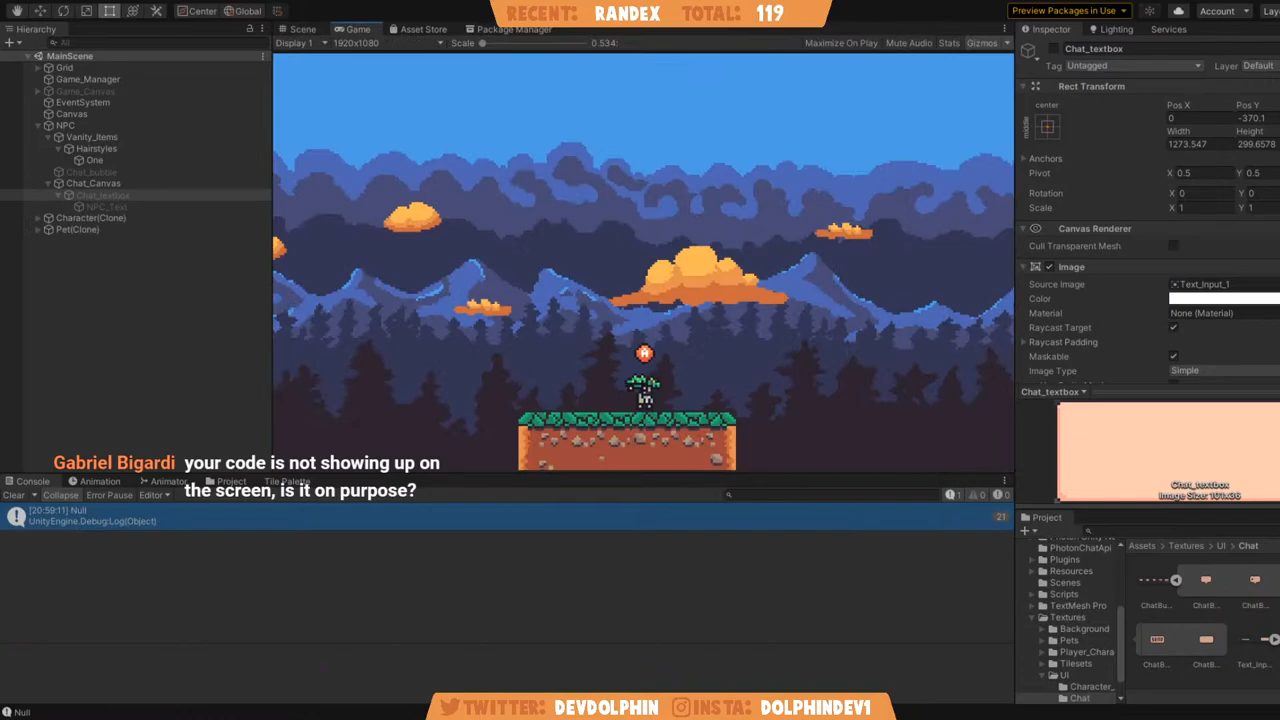 RECENT: RANDEX TOTAL: 119
Center Global
Preview Packages in Use
Account
Hierarchy
All
MainScene
Grid
Game_Manager
Game_Canvas
EventSystem
Canvas
NPC
Vanity_Items
Hairstyles
One
Chat_bubble
Chat_Canvas
Chat_textbox
NPC_Text
Character(Clone)
Pet(Clone)
Scene Game Asset Store Package Manager
Display 1 1920x1080 Scale 0.534: Maximize On Play Mute Audio Stats Gizmos
A
Gabriel Bigardi your code is not showing up on
the screen, is it on purpose?
Inspector Lighting Services
Chat_textbox
Tag Untagged Layer Default
Rect Transform
center
middle
Pos X Pos Y
0 -370.1
Width Height
1273.547 299.6578
Anchors
Pivot X 0.5 Y 0.5
Rotation X 0 Y 0
Scale X 1 Y 1
Canvas Renderer
Cull Transparent Mesh
Image
Source Image Text_Input_1
Color
Material None (Material)
Raycast Target
Raycast Padding
Maskable
Image Type Simple
Chat_textbox
Chat_textbox
Image Size: 101x36
Console Animation Animator Project Tile Palette
Clear Collapse Error Pause Editor
1 0 0
[20:59:11] Null
UnityEngine.Debug:Log(Object)
21
Project
PhotonChatApi
Plugins
Resources
Scenes
Scripts
TextMesh Pro
Textures
Background
Pets
Player_Chara
Tilesets
UI
Character_
Chat
Assets > Textures > UI > Chat
ChatBu... ChatB... ChatB...
ChatB... ChatB... Text_Inp...
Null
TWITTER: DEVDOLPHIN INSTA: DOLPHINDEV1